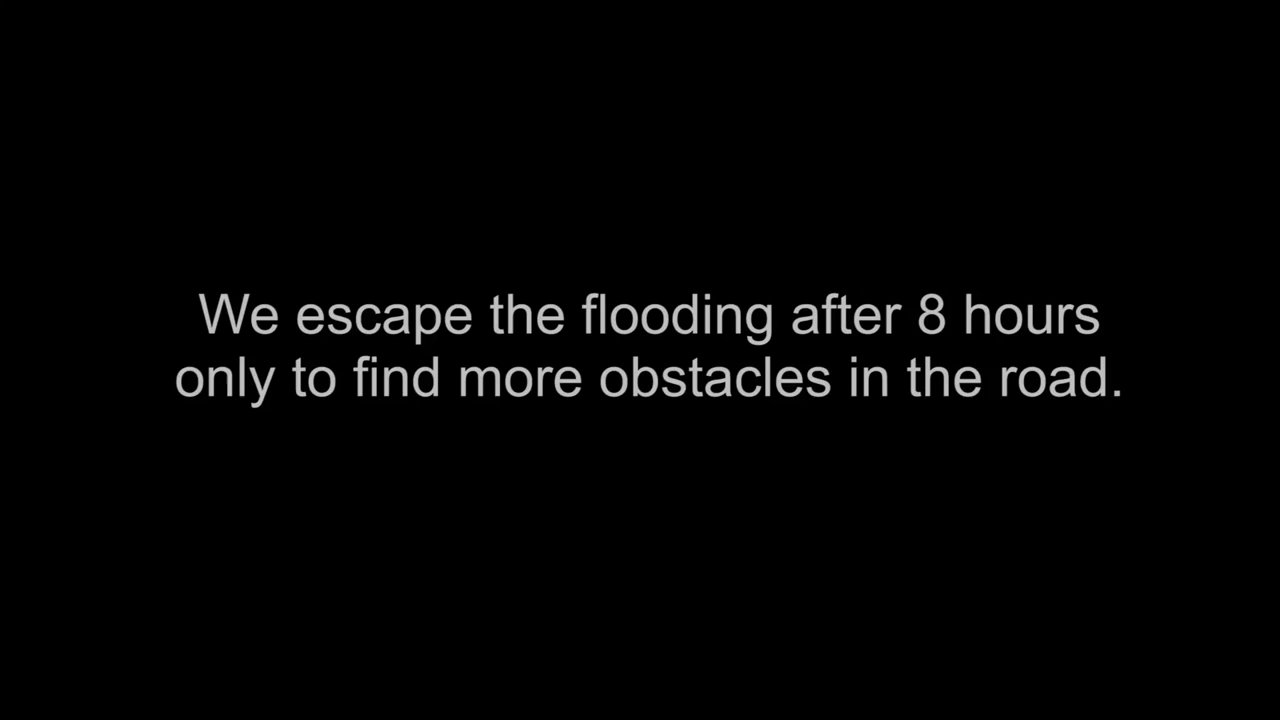 We escape the flooding after 8 hours
only to find more obstacles in the road.